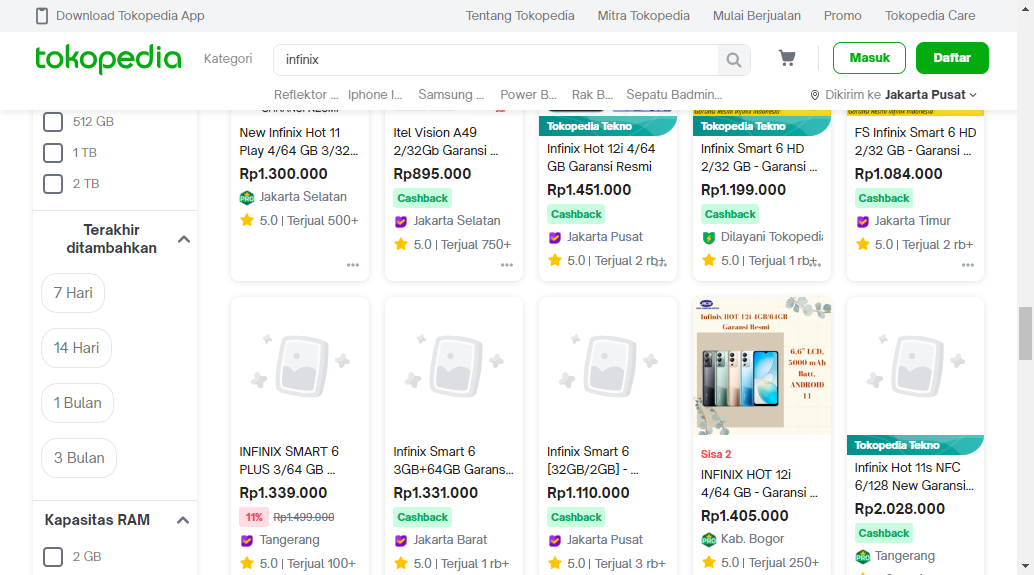 Download Tokopedia App
Tentang Tokopedia Mitra Tokopedia Mulai Berjualan Promo Tokopedia Care
tokopedia
Kategori
infinix
Masuk
Daftar
Reflektor ... Iphone I... Samsung ... Power B... Rak B... Sepatu Badmin...
Dikirim ke Jakarta Pusat
512 GB
1 TB
2 TB
Terakhir
ditambahkan
7 Hari
14 Hari
1 Bulan
3 Bulan
Kapasitas RAM
2 GB
New Infinix Hot 11
Play 4/64 GB 3/32...
Rp1.300.000
PRO
Jakarta Selatan
5.0 | Terjual 500+
Itel Vision A49
2/32Gb Garansi ...
Rp895.000
Cashback
Jakarta Selatan
5.0 | Terjual 750+
Tokopedia Tekno
Infinix Hot 12i 4/64
GB Garansi Resmi
Rp1.451.000
Cashback
Jakarta Pusat
5.0 | Terjual 2 rb+
Tokopedia Tekno
Infinix Smart 6 HD
2/32 GB - Garansi ...
Rp1.199.000
Cashback
Dilayani Tokopedia
5.0 | Terjual 1 rb+
FS Infinix Smart 6 HD
2/32 GB - Garansi ...
Rp1.084.000
Cashback
Jakarta Timur
5.0 | Terjual 2 rb+
INFINIX SMART 6
PLUS 3/64 GB ...
Rp1.339.000
11% Rp1.499.000
Tangerang
5.0 | Terjual 100+
Infinix Smart 6
3GB+64GB Garans...
Rp1.331.000
Cashback
Jakarta Barat
5.0 | Terjual 1 rb+
Infinix Smart 6
[32GB/2GB] - ...
Rp1.110.000
Cashback
Jakarta Pusat
5.0 | Terjual 3 rb+
Infinix HOT 12i 4GB/64GB
Garansi Resmi
6,6" LCD,
5000 mAh
Batt,
ANDROID
11
Sisa 2
INFINIX HOT 12i
4/64 GB - Garansi ...
Rp1.405.000
PRO
Kab. Bogor
5.0 | Terjual 250+
Tokopedia Tekno
Infinix Hot 11s NFC
6/128 New Garansi...
Rp2.028.000
Cashback
PRO
Tangerang